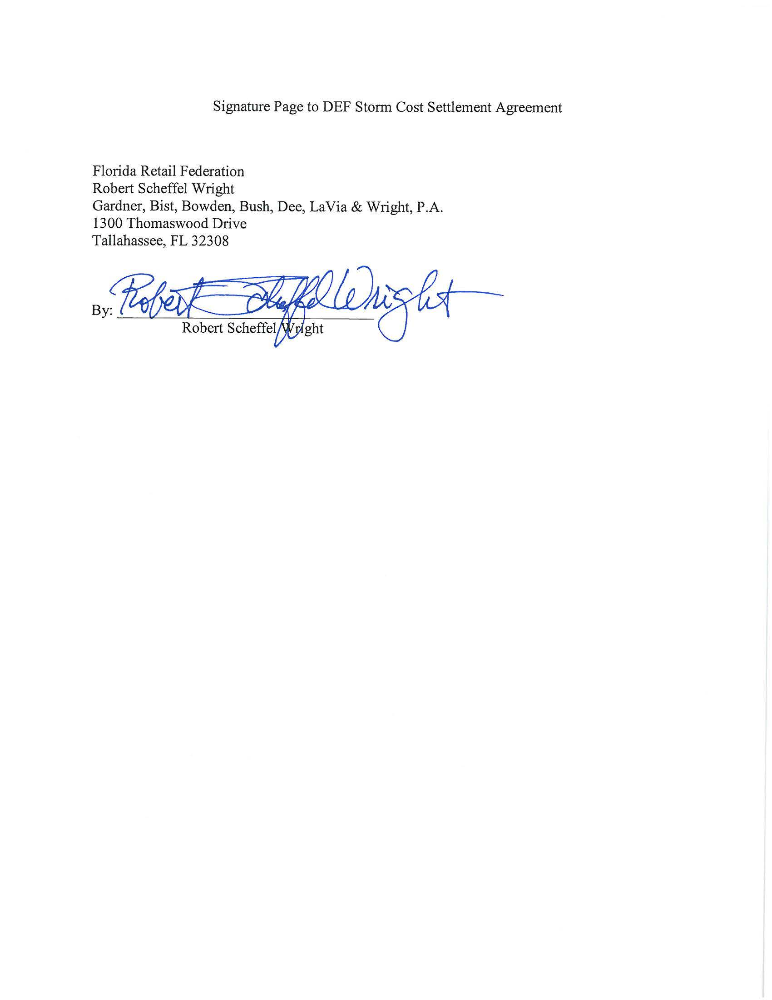 Signature Page to DEF Storm Cost Settlement Agreement
Florida Retail Federation
Robert Scheffel Wright
Gardner, Bist, Bowden, Bush, Dee, LaVia & Wright, P.A.
1300 Thomaswood Drive
Tallahassee, FL 32308
By: Robert Scheffel Wright
Robert Scheffel Wright